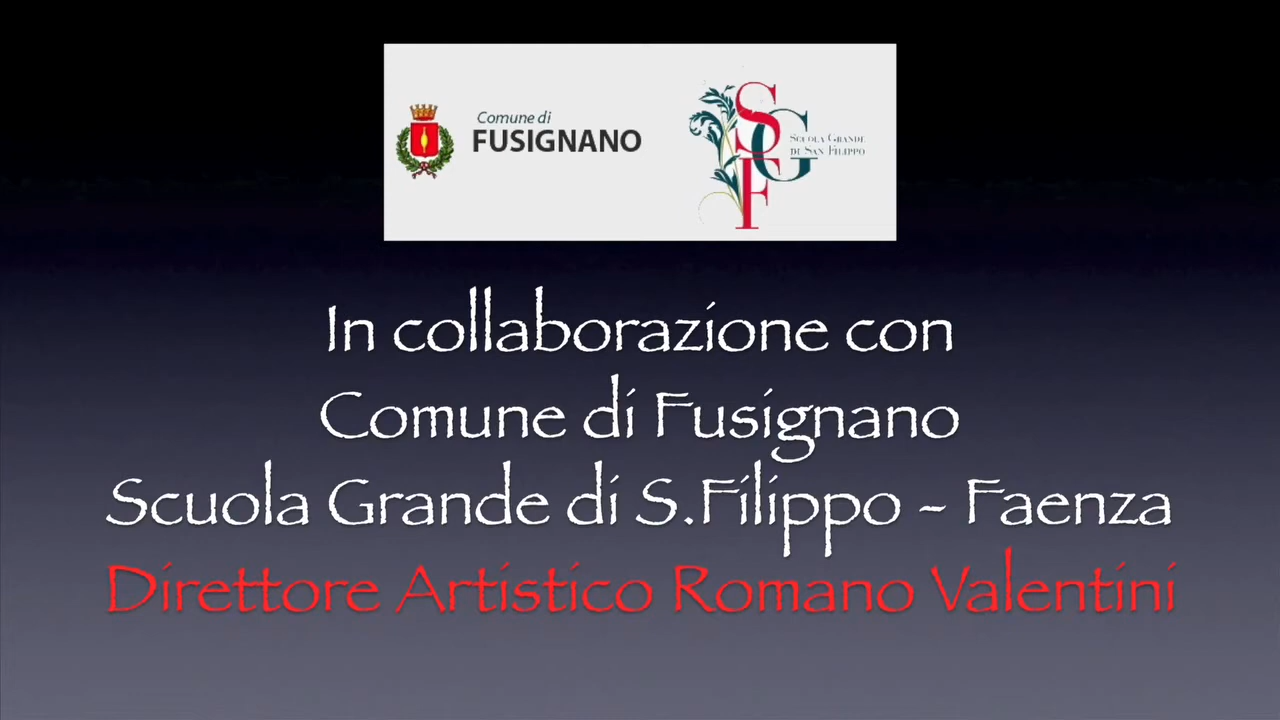 Comune di
FUSIGNANO
SGF
SCUOLA GRANDE
DI SAN FILIPPO
In collaborazione con
Comune di Fusignano
Scuola Grande di S.Filippo - Faenza
Direttore Artistico Romano Valentini